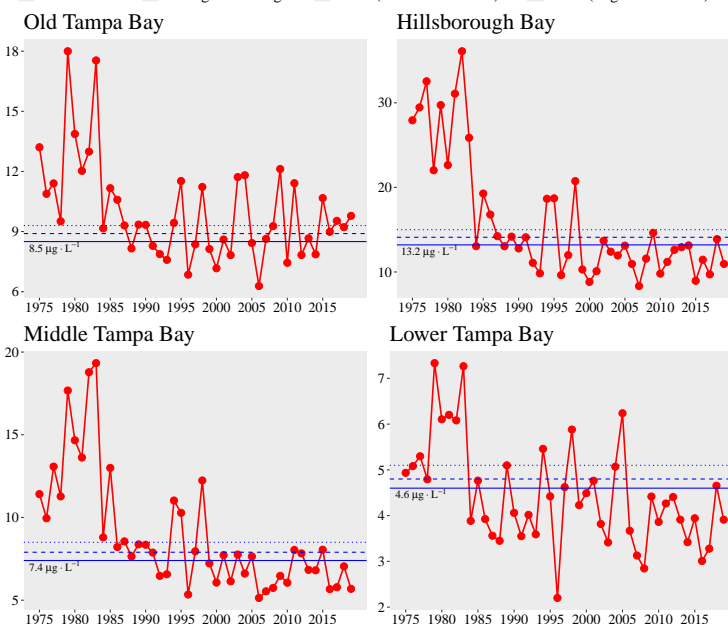 Old Tampa Bay
18
15
12
9
6
8.5 μg · L⁻¹
1975 1980 1985 1990 1995 2000 2005 2010 2015
Hillsborough Bay
30
20
10
13.2 μg · L⁻¹
1975 1980 1985 1990 1995 2000 2005 2010 2015
Middle Tampa Bay
20
15
10
5
7.4 μg · L⁻¹
1975 1980 1985 1990 1995 2000 2005 2010 2015
Lower Tampa Bay
7
6
5
4
3
2
4.6 μg · L⁻¹
1975 1980 1985 1990 1995 2000 2005 2010 2015